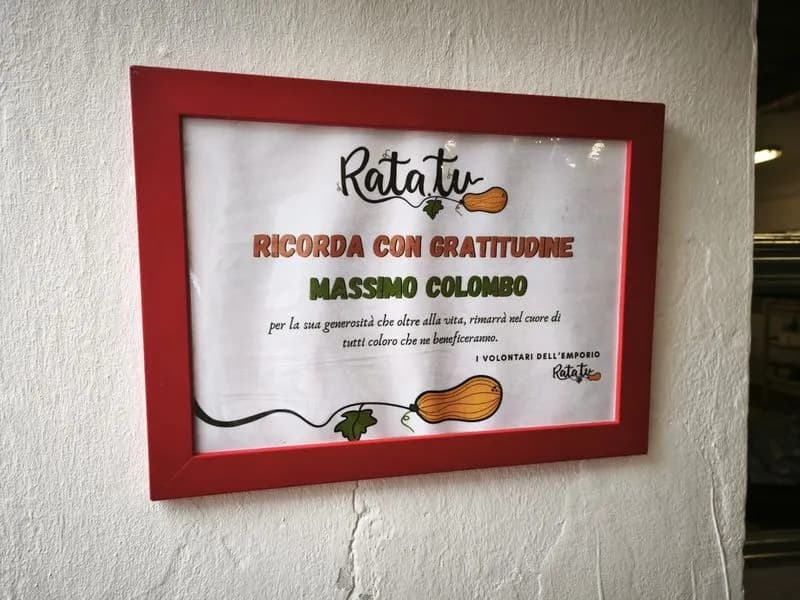 Ratatu
RICORDA CON GRATITUDINE
MASSIMO COLOMBO
per la sua generosità che oltre alla vita, rimarrà nel cuore di
tutti coloro che ne beneficeranno.
I VOLONTARI DELL'EMPORIO
Ratatu